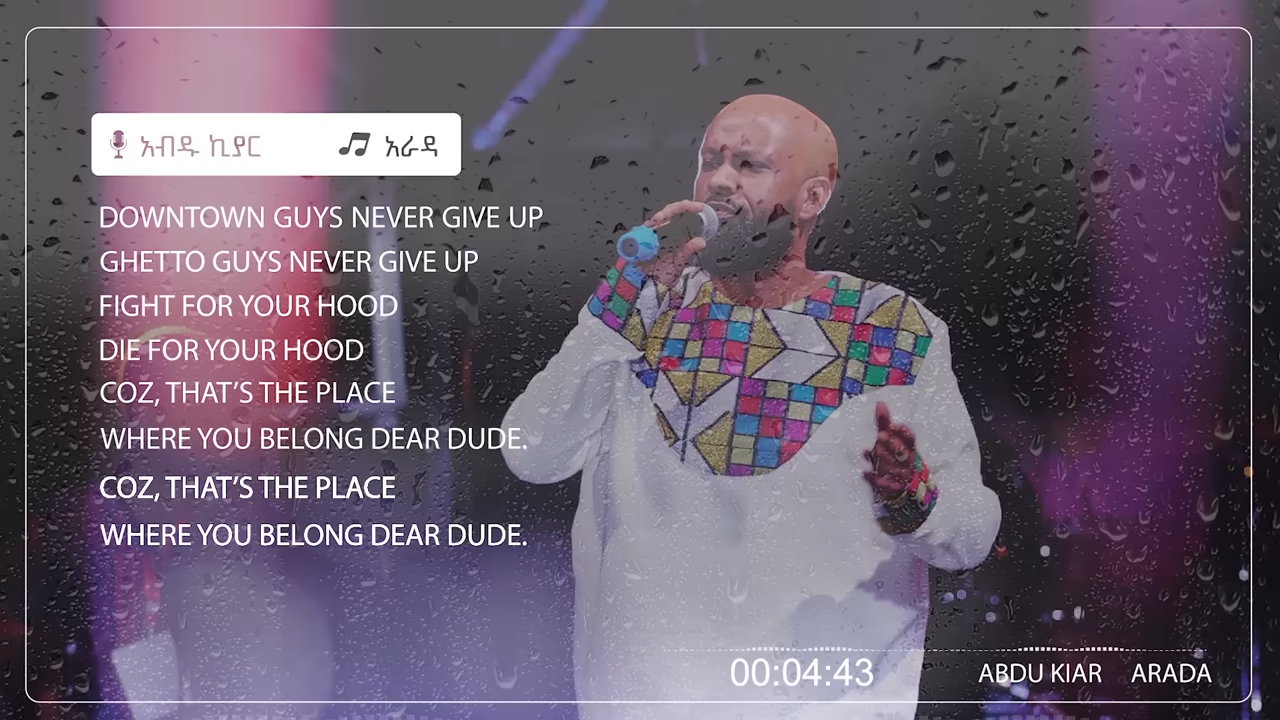 አብዱ ኪያር አራዳ
DOWNTOWN GUYS NEVER GIVE UP
GHETTO GUYS NEVER GIVE UP
FIGHT FOR YOUR HOOD
DIE FOR YOUR HOOD
COZ, THAT'S THE PLACE
WHERE YOU BELONG DEAR DUDE.
COZ, THAT'S THE PLACE
WHERE YOU BELONG DEAR DUDE.
00:04:43 ABDU KIAR ARADA